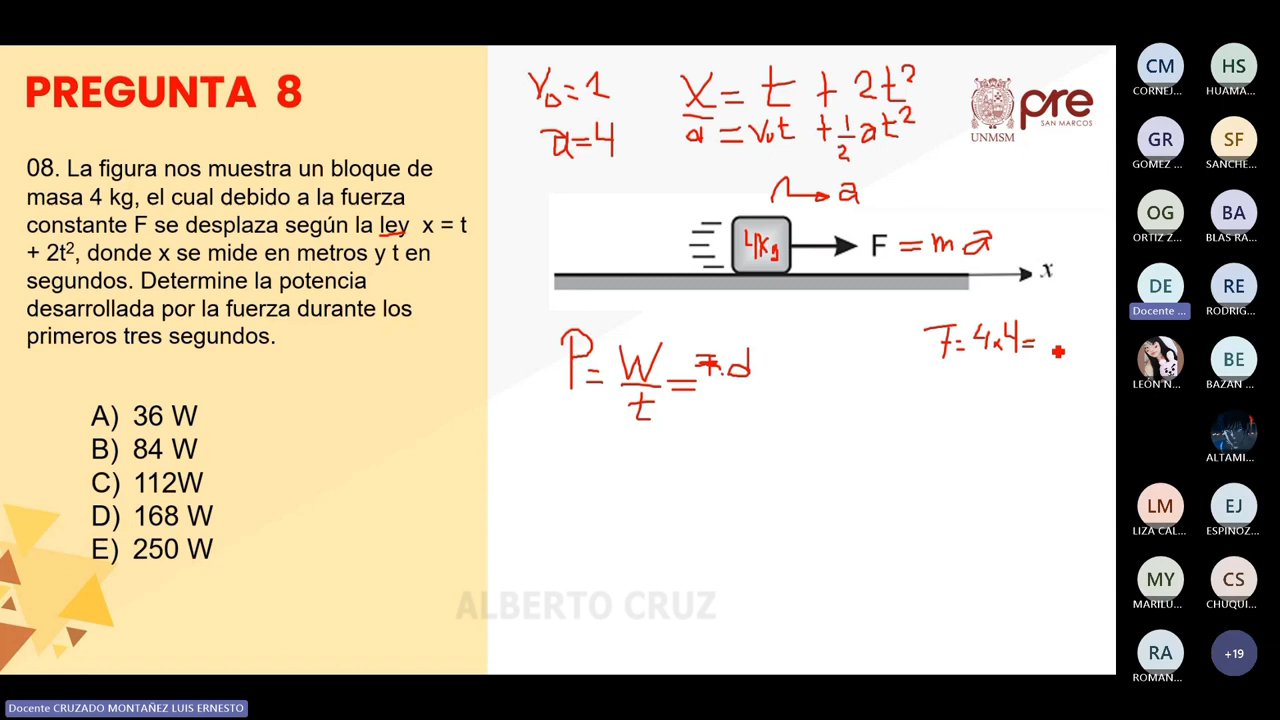 PREGUNTA 8
08. La figura nos muestra un bloque de
masa 4 kg, el cual debido a la fuerza
constante F se desplaza según la ley x = t
+ 2t², donde x se mide en metros y t en
segundos. Determine la potencia
desarrollada por la fuerza durante los
primeros tres segundos.
A) 36 W
B) 84 W
C) 112W
D) 168 W
E) 250 W
V₀=1
a=4
x = t + 2t²
d = v₀t + 1/2 at²
UNMSM
pre
SAN MARCOS
a
4Kg
F = m a
x
P = W/t = F.d
F = 4x4 =
ALBERTO CRUZ
CM
CORNEJ...
HS
HUAMA...
GR
GOMEZ ...
SF
SANCHE...
OG
ORTIZ Z...
BA
BLAS RA...
DE
Docente ...
RE
RODRIG...
LEÓN N...
BE
BAZAN ...
ALTAMI...
LM
LIZA CAL...
EJ
ESPINOZ...
MY
MARILU...
CS
CHUQUI...
RA
ROMAN...
+19
Docente CRUZADO MONTAÑEZ LUIS ERNESTO